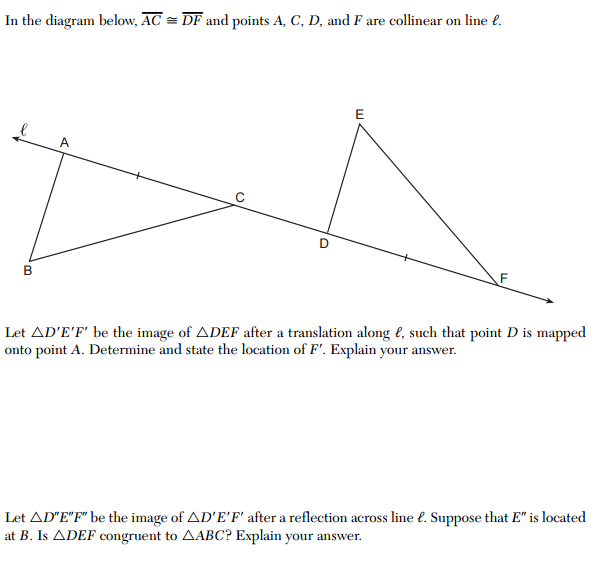 In the diagram below, AC ≅ DF and points A, C, D, and F are collinear on line ℓ.
E
ℓ
A
C
D
B
F
Let △D'E'F' be the image of △DEF after a translation along ℓ, such that point D is mapped
onto point A. Determine and state the location of F'. Explain your answer.
Let △D"E"F" be the image of △D'E'F' after a reflection across line ℓ. Suppose that E" is located
at B. Is △DEF congruent to △ABC? Explain your answer.